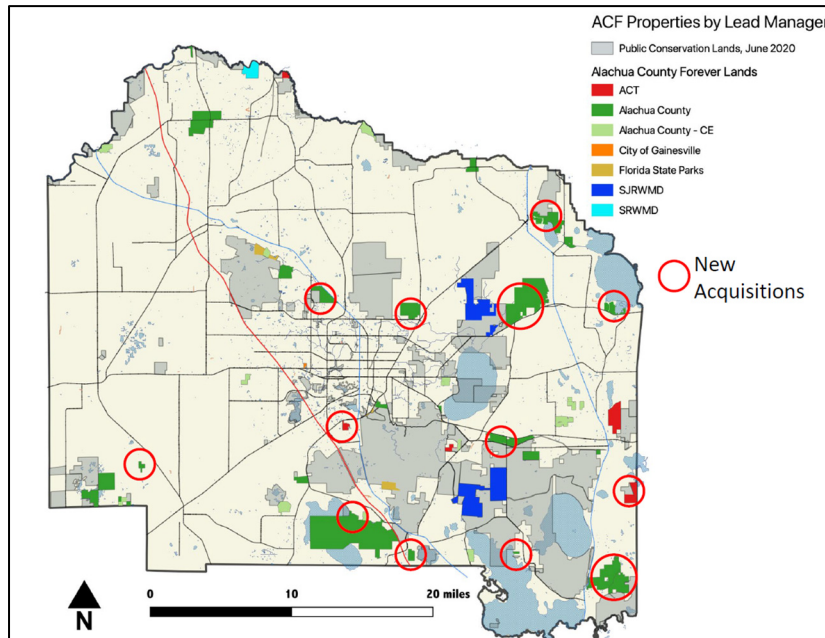 ACF Properties by Lead Manager
Public Conservation Lands, June 2020
Alachua County Forever Lands
ACT
Alachua County
Alachua County - CE
City of Gainesville
Florida State Parks
SJRWMD
SRWMD
New
Acquisitions
N
0 10 20 miles